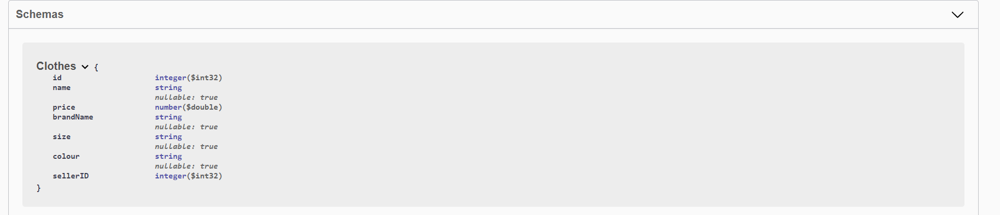 Schemas
Clothes {
id integer($int32)
name string
nullable: true
price number($double)
brandName string
nullable: true
size string
nullable: true
colour string
nullable: true
sellerID integer($int32)
}